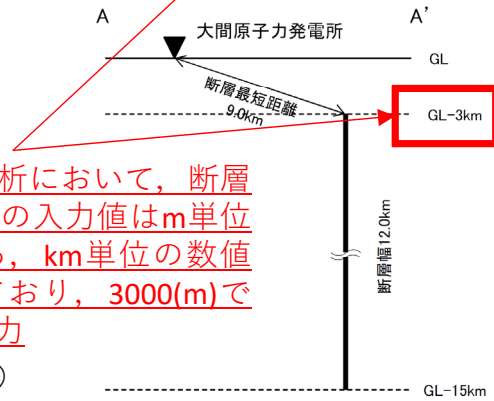 A
A'
大間原子力発電所
GL
断層最短距離
9.0km
GL-3km
析において，断層
の入力値はm単位
，km単位の数値
おり，3000(m)で
力
)
断層幅12.0km
GL-15km